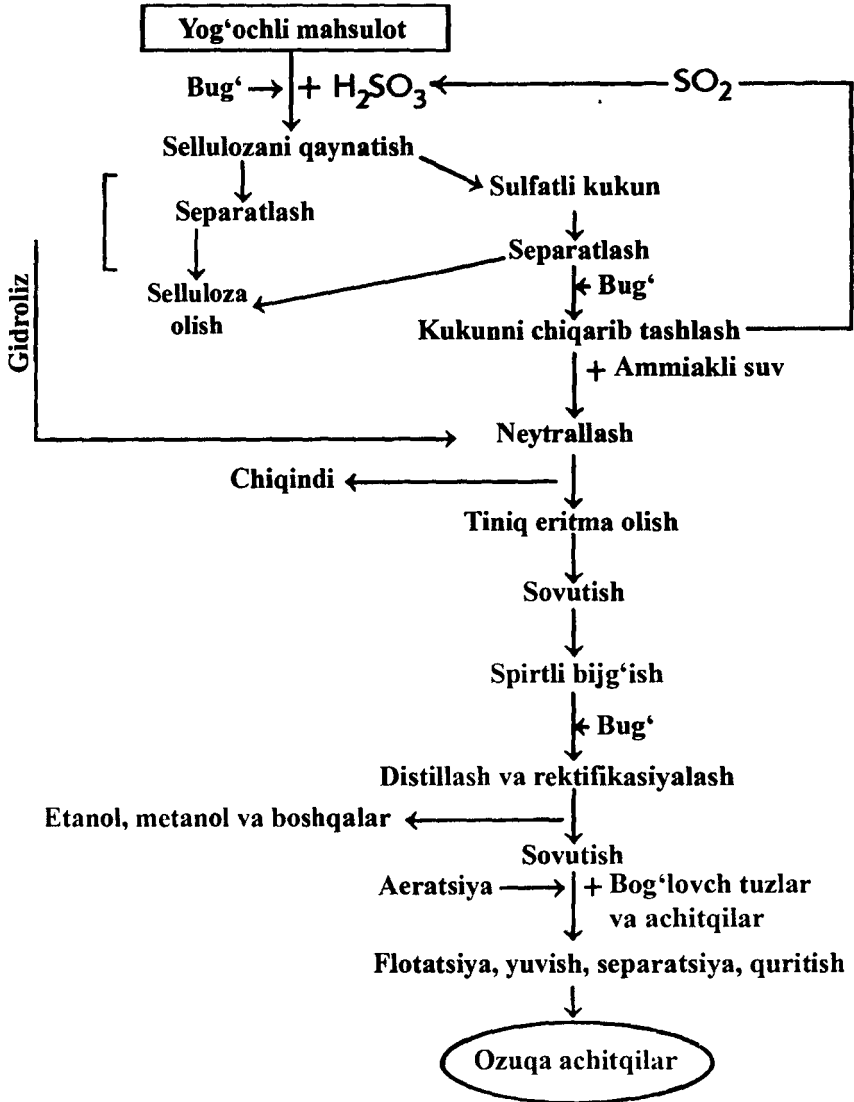 Yog‘ochli mahsulot
Bug‘ + H₂SO₃ SO₂
Sellulozani qaynatish
Sulfatli kukun
Separatlash
Separatlash
Bug‘
Selluloza
olish
Gidroliz
Kukunni chiqarib tashlash
+ Ammiakli suv
Neytrallash
Chiqindi
Tiniq eritma olish
Sovutish
Spirtli bijg‘ish
Bug‘
Distillash va rektifikasiyalash
Etanol, metanol va boshqalar
Sovutish
Aeratsiya + Bog‘lovch tuzlar
va achitqilar
Flotatsiya, yuvish, separatsiya, quritish
Ozuqa achitqilar